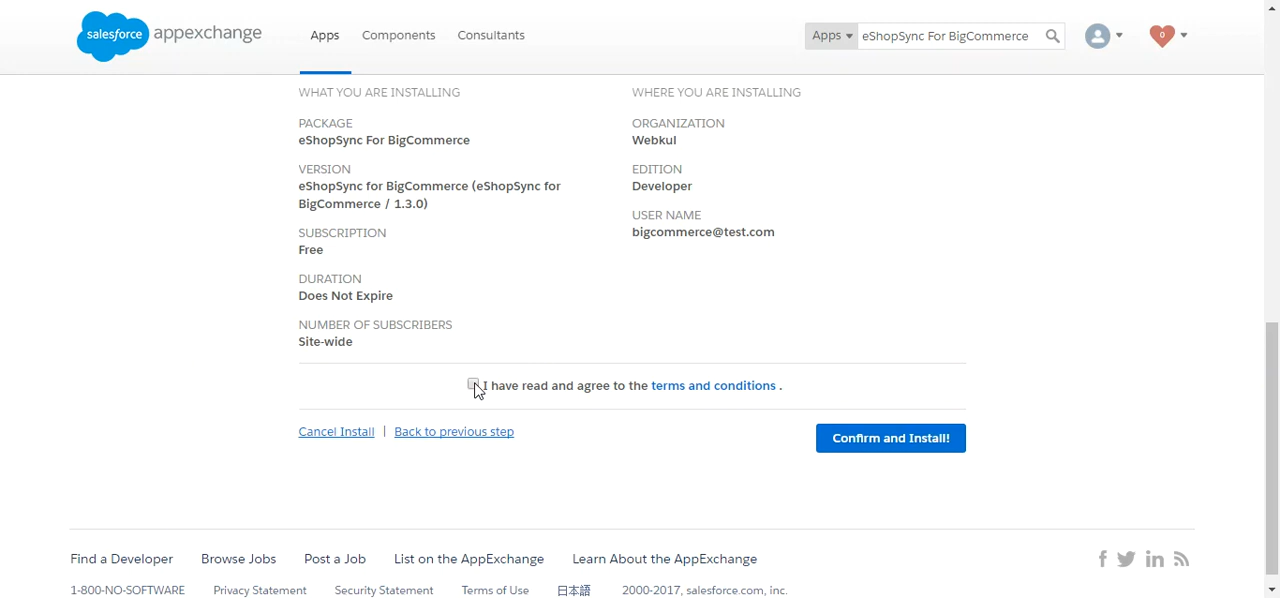 salesforce appexchange
Apps Components Consultants
Apps eShopSync For BigCommerce
0
WHAT YOU ARE INSTALLING
PACKAGE
eShopSync For BigCommerce
VERSION
eShopSync for BigCommerce (eShopSync for
BigCommerce / 1.3.0)
SUBSCRIPTION
Free
DURATION
Does Not Expire
NUMBER OF SUBSCRIBERS
Site-wide
WHERE YOU ARE INSTALLING
ORGANIZATION
Webkul
EDITION
Developer
USER NAME
bigcommerce@test.com
I have read and agree to the terms and conditions .
Cancel Install | Back to previous step
Confirm and Install!
Find a Developer Browse Jobs Post a Job List on the AppExchange Learn About the AppExchange
1-800-NO-SOFTWARE Privacy Statement Security Statement Terms of Use 日本語 2000-2017, salesforce.com, inc.